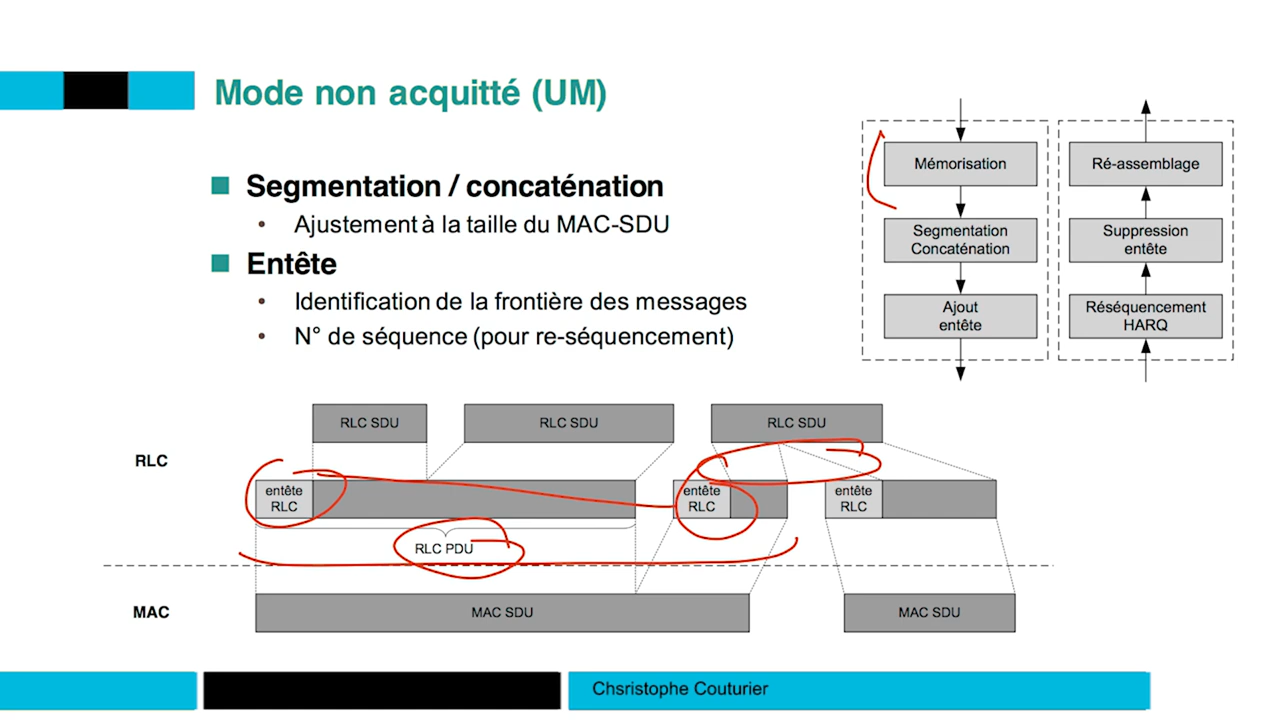 Mode non acquitté (UM)
Segmentation / concaténation
• Ajustement à la taille du MAC-SDU
Entête
• Identification de la frontière des messages
• N° de séquence (pour re-séquencement)
Mémorisation
Segmentation
Concaténation
Ajout
entête
Ré-assemblage
Suppression
entête
Réséquencement
HARQ
RLC
RLC SDU
RLC SDU
RLC SDU
entête
RLC
entête
RLC
entête
RLC
RLC PDU
MAC
MAC SDU
MAC SDU
Chsristophe Couturier